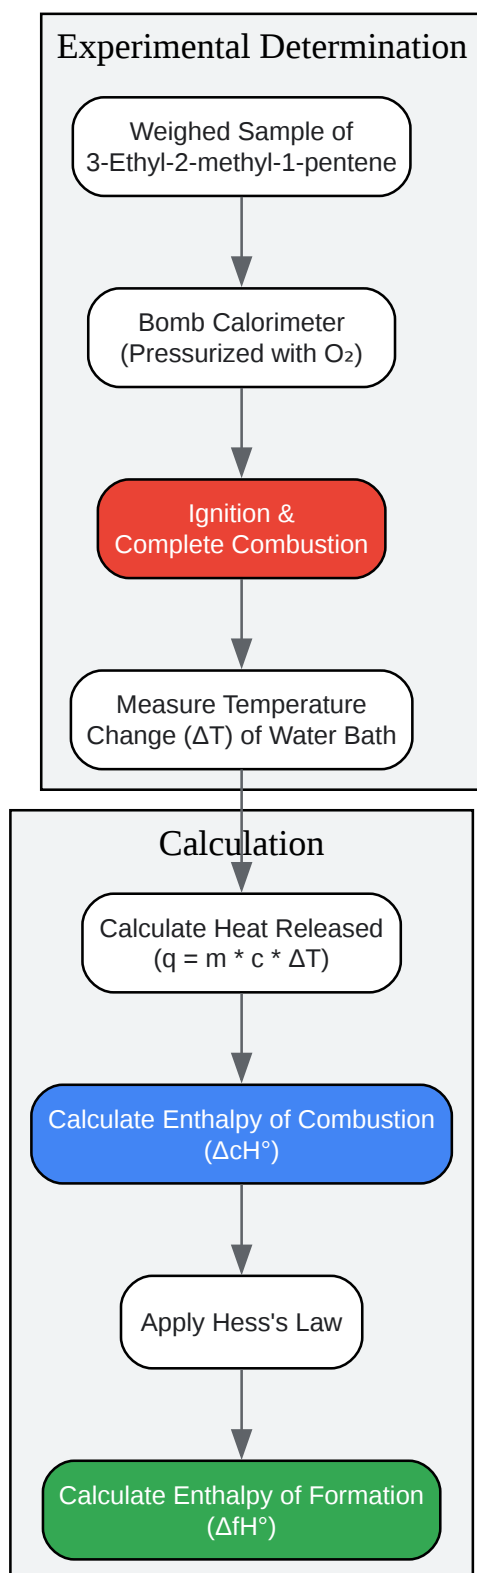 Experimental Determination
Weighed Sample of
3-Ethyl-2-methyl-1-pentene
Bomb Calorimeter
(Pressurized with O₂)
Ignition &
Complete Combustion
Measure Temperature
Change (ΔT) of Water Bath
Calculation
Calculate Heat Released
(q = m * c * ΔT)
Calculate Enthalpy of Combustion
(ΔcH°)
Apply Hess's Law
Calculate Enthalpy of Formation
(ΔfH°)